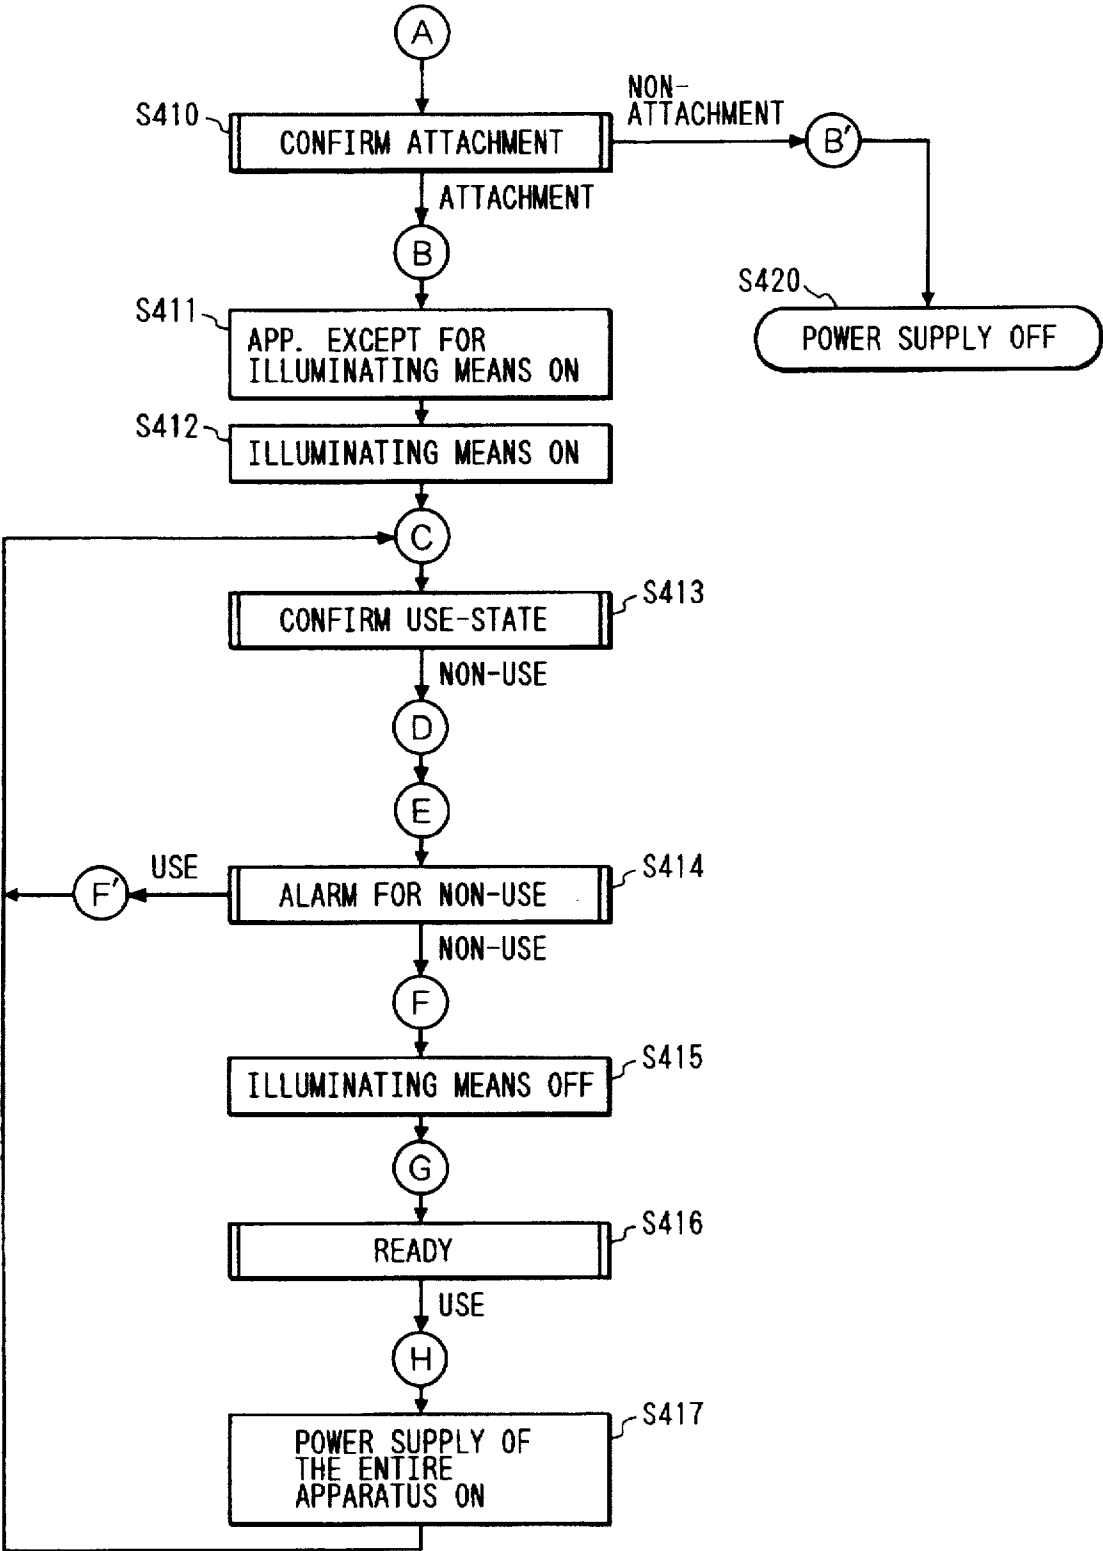 A
NON-
ATTACHMENT
S410
CONFIRM ATTACHMENT
B'
ATTACHMENT
B
S420
POWER SUPPLY OFF
S411
APP. EXCEPT FOR
ILLUMINATING MEANS ON
S412
ILLUMINATING MEANS ON
C
S413
CONFIRM USE-STATE
NON-USE
D
E
S414
USE
F'
ALARM FOR NON-USE
NON-USE
F
S415
ILLUMINATING MEANS OFF
G
S416
READY
USE
H
S417
POWER SUPPLY OF
THE ENTIRE
APPARATUS ON